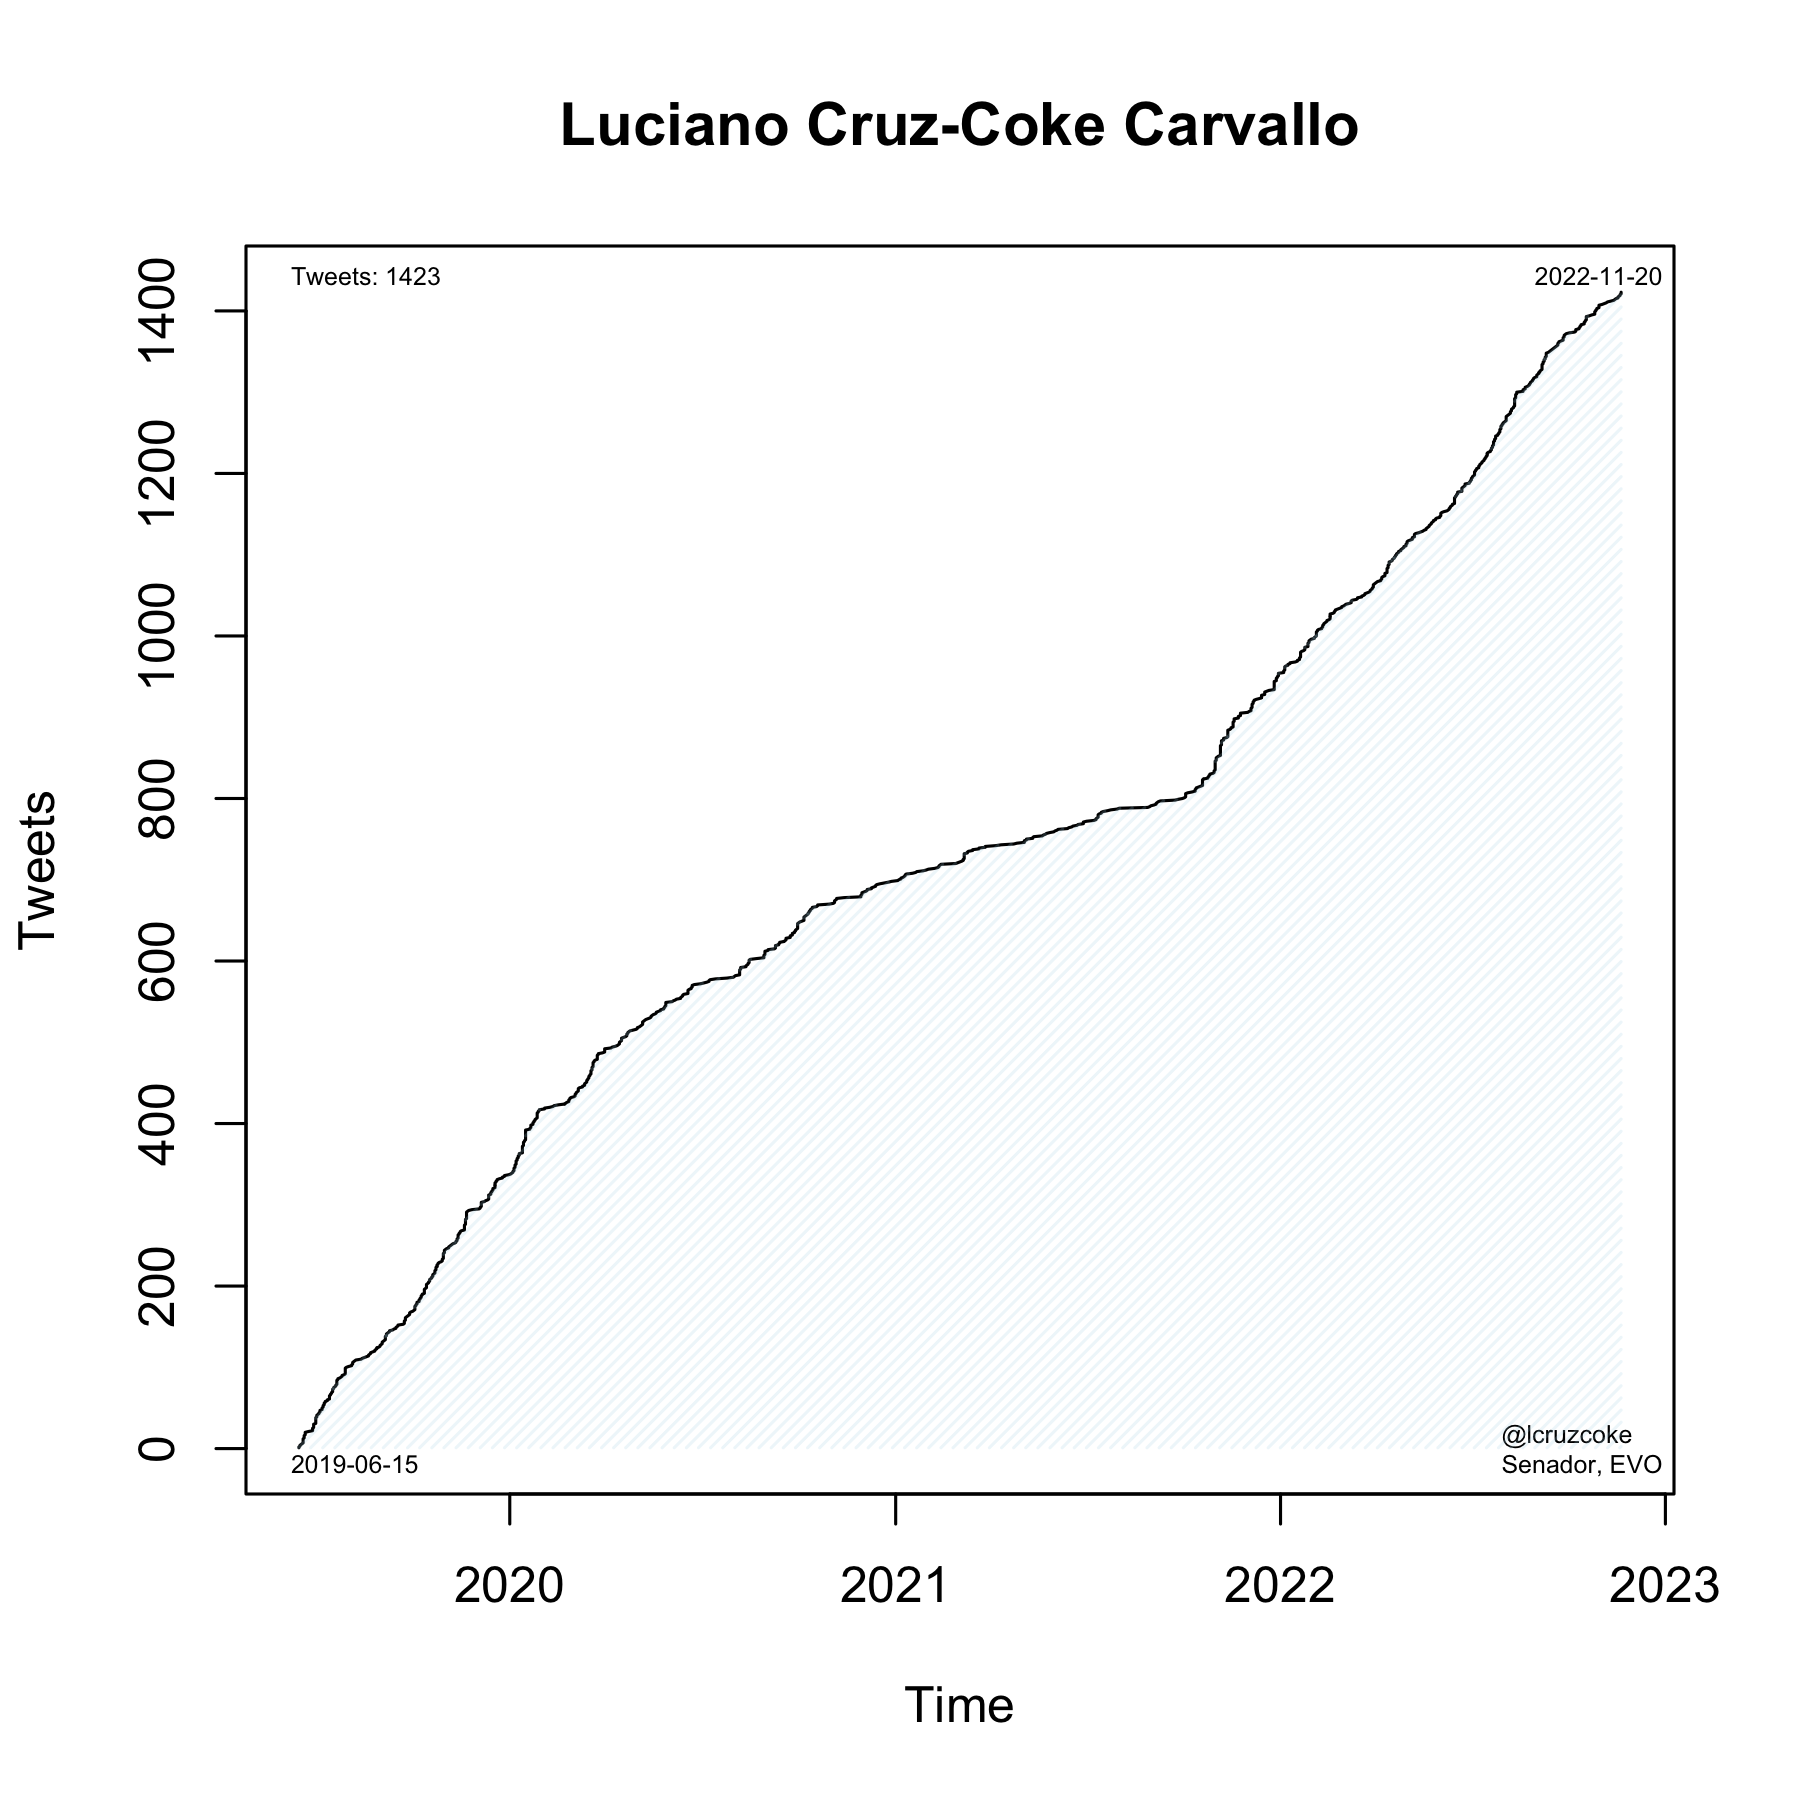 Luciano Cruz-Coke Carvallo
Tweets: 1423
2022-11-20
1400
1200
1000
800
600
400
200
0
Tweets
2019-06-15
@lcruzcoke
Senador, EVO
2020
2021
2022
2023
Time